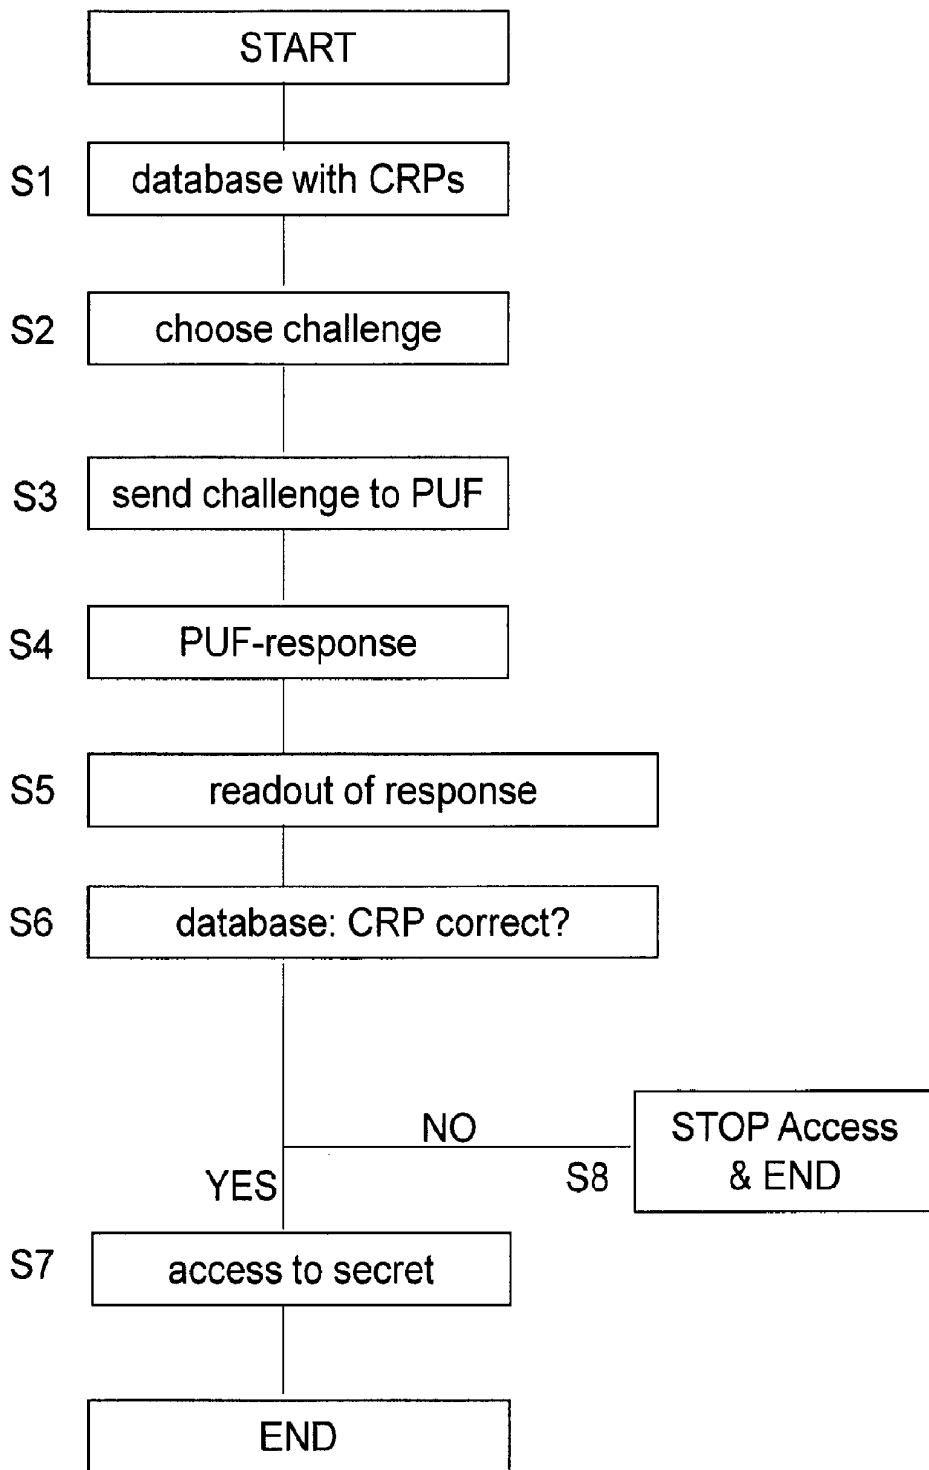 START
S1
database with CRPs
S2
choose challenge
S3
send challenge to PUF
S4
PUF-response
S5
readout of response
S6
database: CRP correct?
NO
STOP Access
& END
S8
YES
S7
access to secret
END